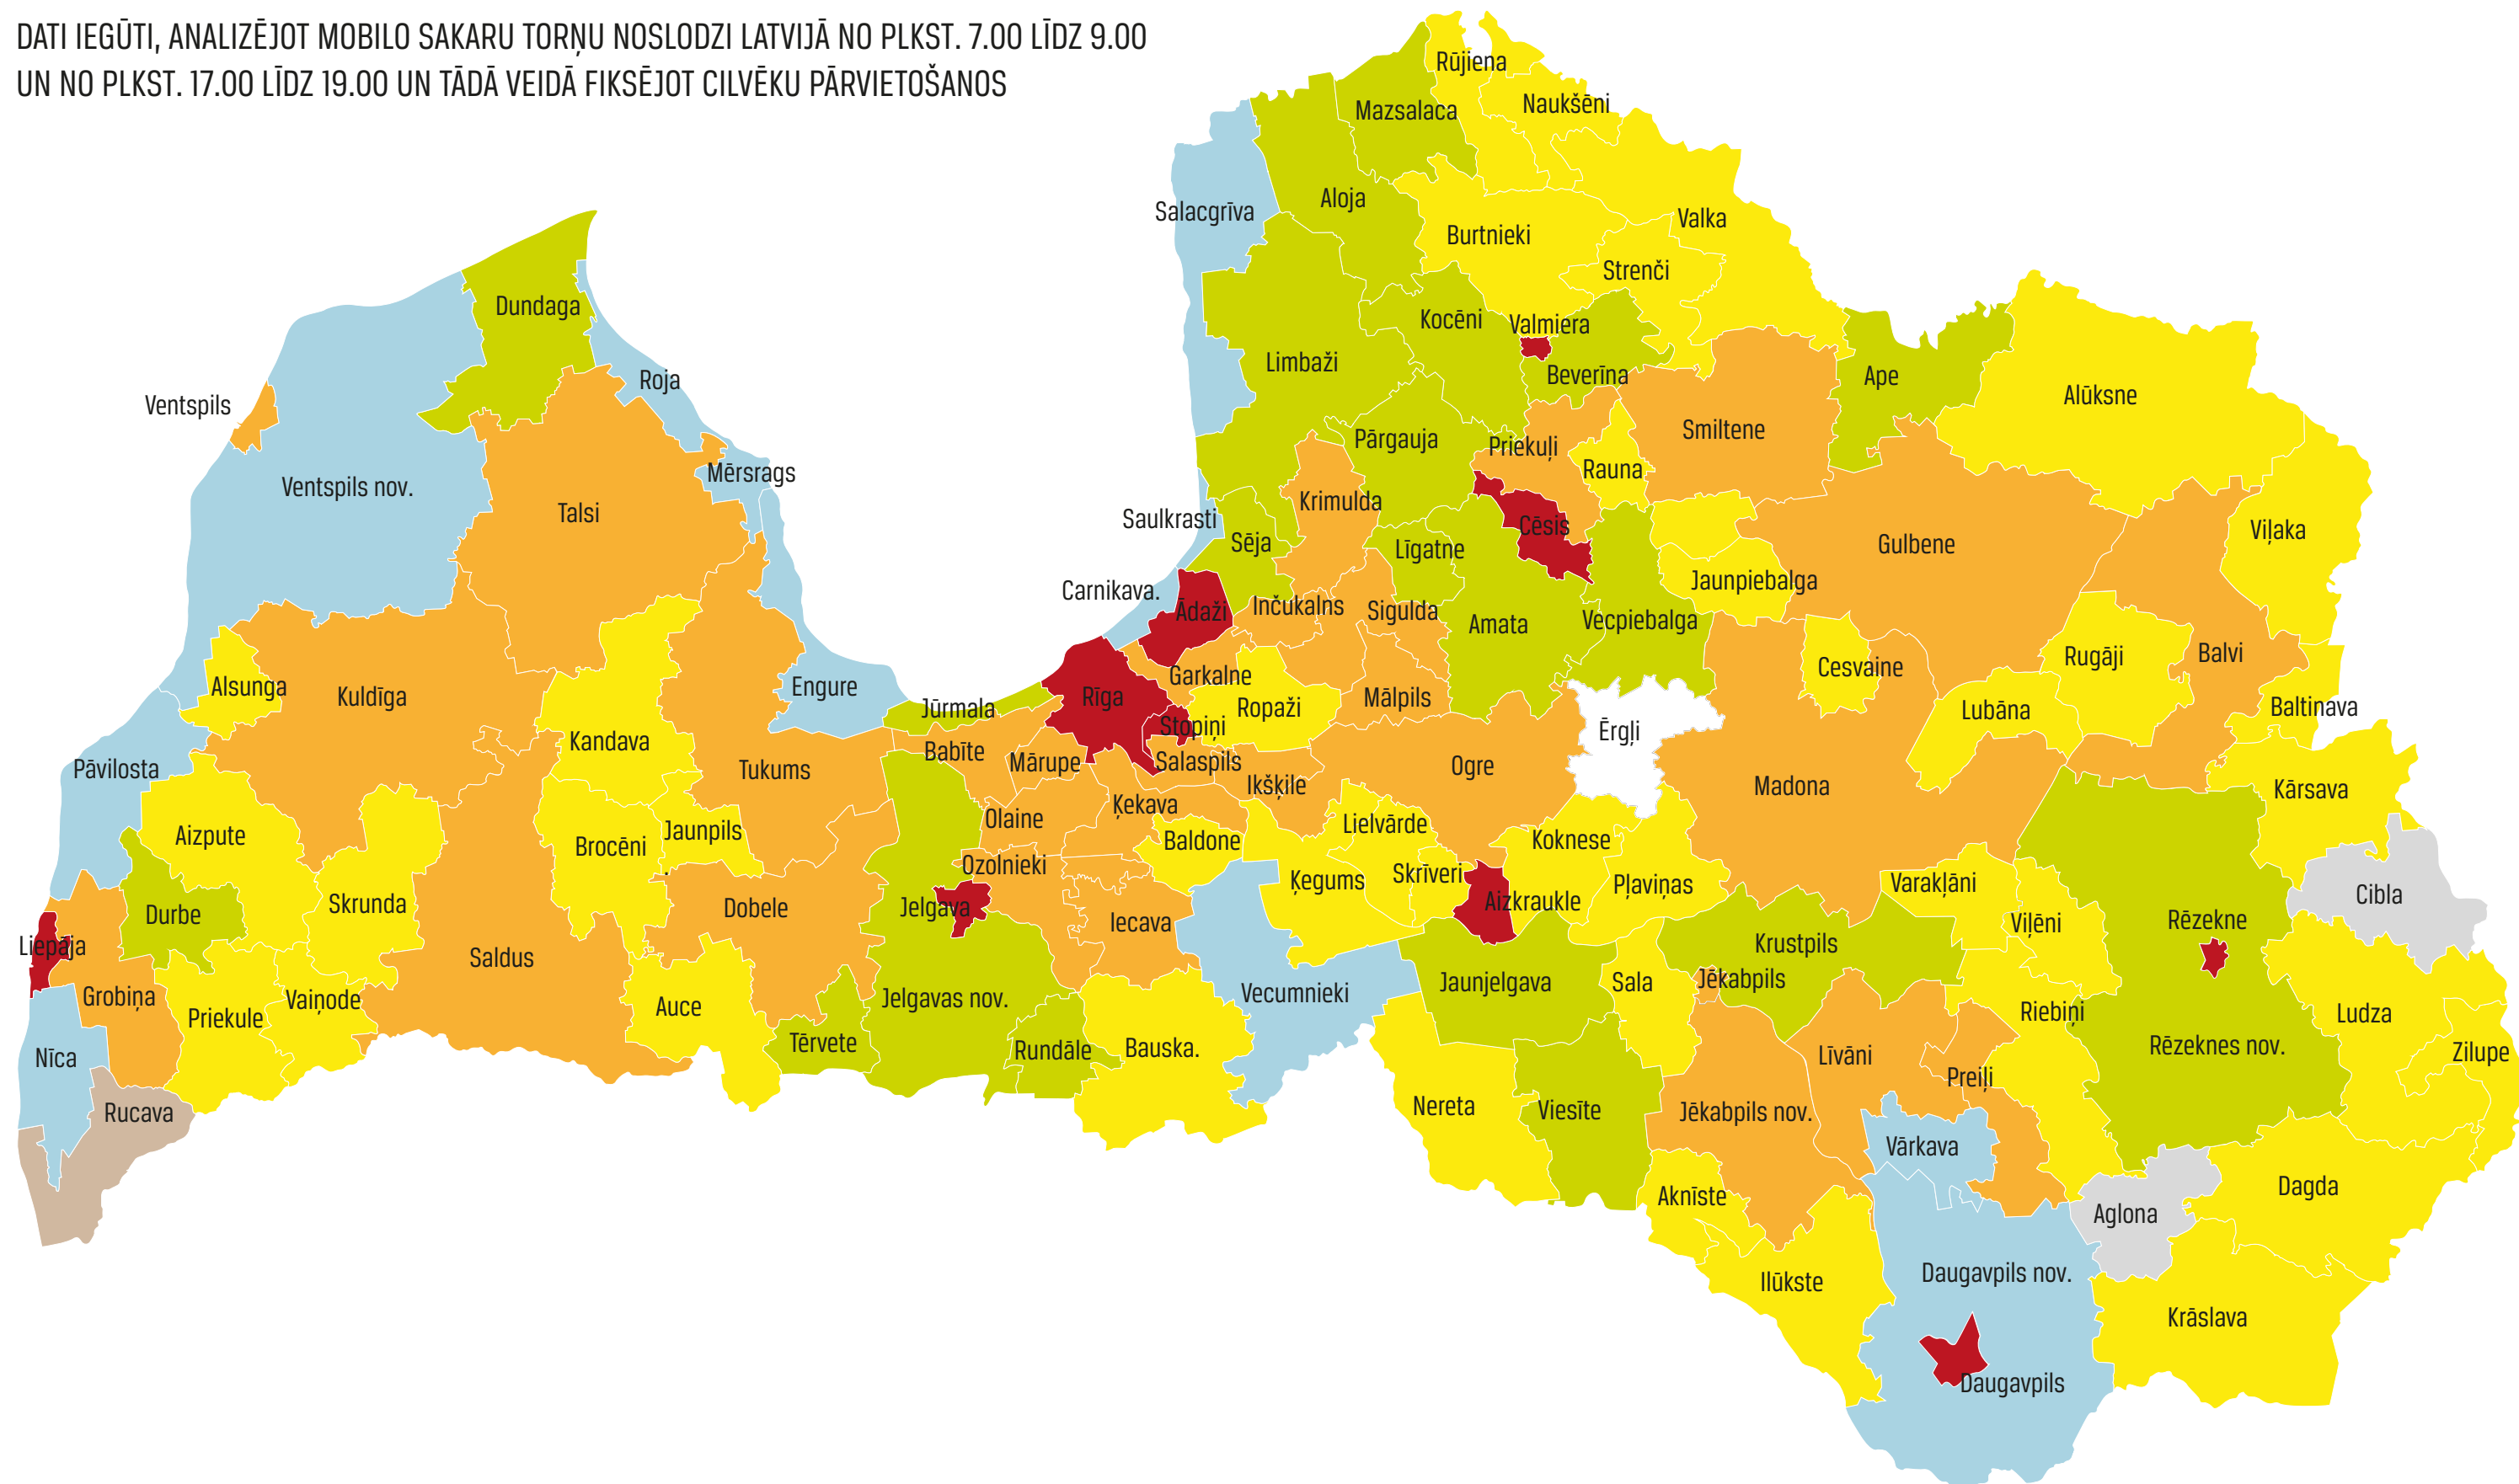 DATI IEGŪTI, ANALIZĒJOT MOBILO SAKARU TORŅU NOSLODZI LATVIJĀ NO PLKST. 7.00 LĪDZ 9.00
UN NO PLKST. 17.00 LĪDZ 19.00 UN TĀDĀ VEIDĀ FIKSĒJOT CILVĒKU PĀRVIETOŠANOS
Rūjiena
Naukšēni
Mazsalaca
Aloja
Salacgrīva
Valka
Burtnieki
Strenči
Dundaga
Kocēni
Valmiera
Limbaži
Beverīna
Ape
Roja
Alūksne
Ventspils
Smiltene
Pārgauja
Priekuļi
Rauna
Mērsrags
Ventspils nov.
Krimulda
Talsi
Saulkrasti
Cēsis
Viļaka
Sēja
Līgatne
Gulbene
Jaunpiebalga
Carnikava.
Ādaži
Inčukalns
Sigulda
Amata
Vecpiebalga
Balvi
Rugāji
Cesvaine
Garkalne
Alsunga
Engure
Kuldīga
Rīga
Mālpils
Jūrmala
Ropaži
Lubāna
Baltinava
Stopiņi
Ērgļi
Kandava
Babīte
Mārupe
Salaspils
Ogre
Pāvilosta
Tukums
Ikšķile
Madona
Kārsava
Ķekava
Olaine
Lielvārde
Jaunpils
Aizpute
Baldone
Koknese
Brocēni
.
Ozolnieki
Skrīveri
Ķegums
Pļaviņas
Varakļāni
Cibla
Skrunda
Dobele
Jelgava
Aizkraukle
Durbe
Iecava
Viļēni
Rēzekne
Liepāja
Krustpils
Saldus
Jēkabpils
Jaunjelgava
Sala
Vecumnieki
Grobiņa
Vaiņode
Jelgavas nov.
Auce
Riebiņi
Ludza
Priekule
Tērvete
Rundāle
Bauska.
Rēzeknes nov.
Zilupe
Nīca
Līvāni
Preiļi
Nereta
Viesīte
Jēkabpils nov.
Rucava
Vārkava
Dagda
Aknīste
Aglona
Daugavpils nov.
Ilūkste
Krāslava
Daugavpils